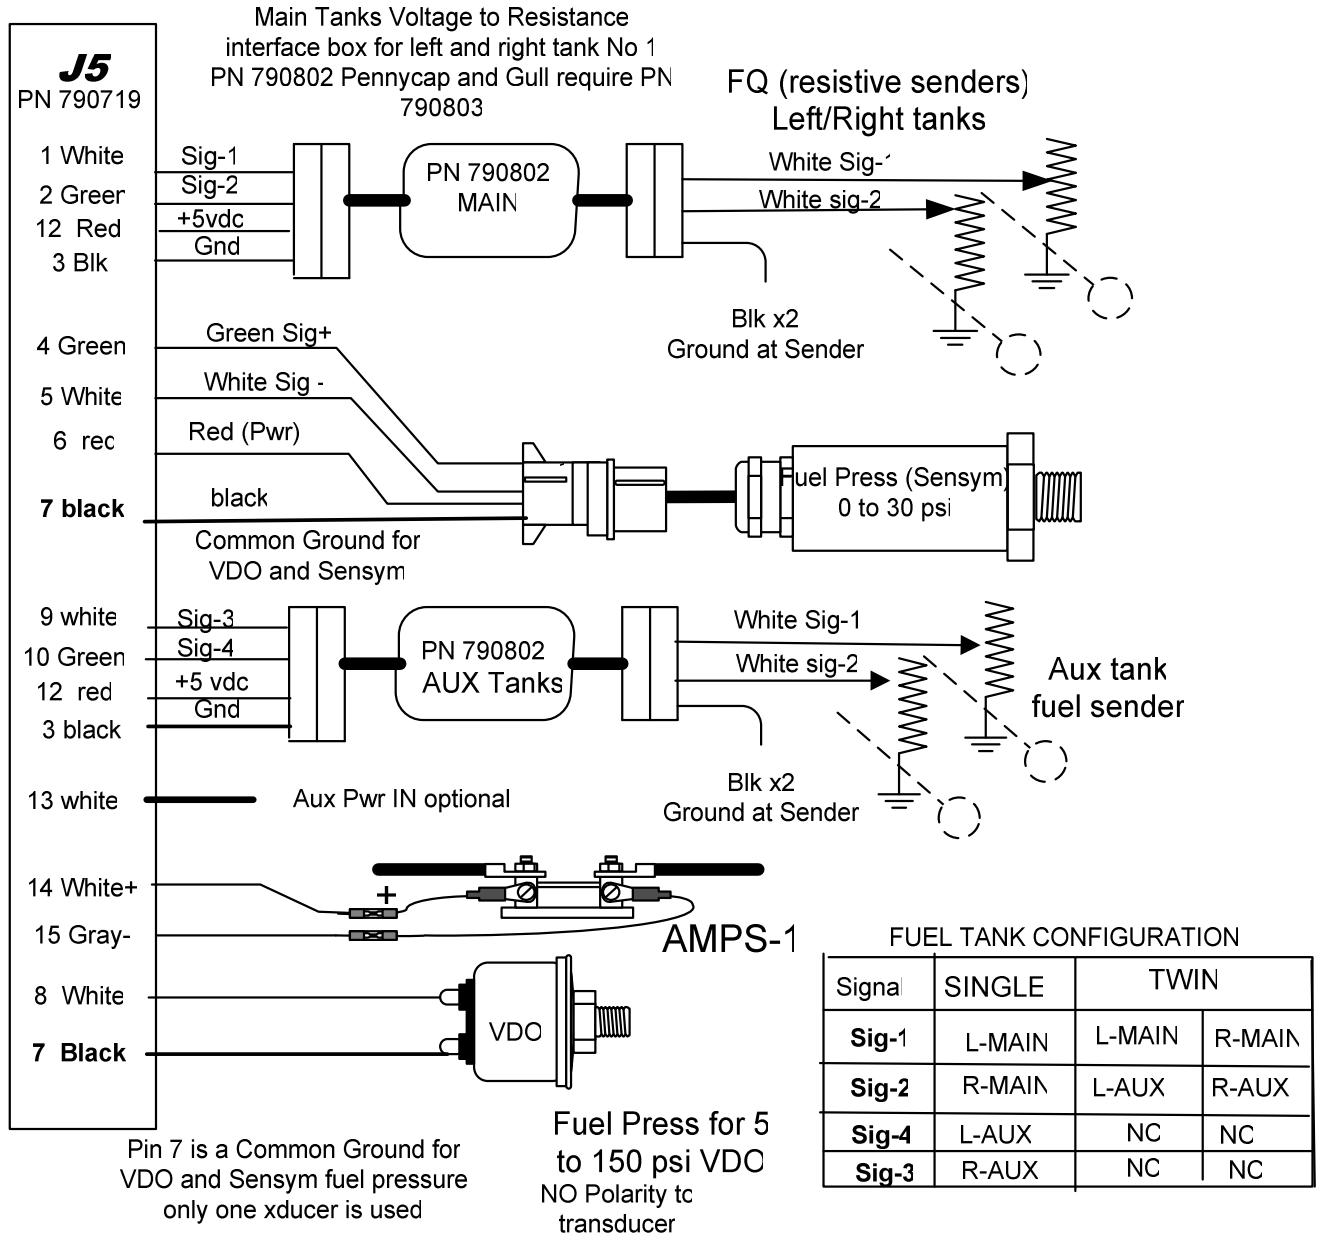 Main Tanks Voltage to Resistance
interface box for left and right tank No 1
PN 790802 Pennycap and Gull require PN
790803
J5
PN 790719
FQ (resistive senders)
Left/Right tanks
1 White
Sig-1
2 Green
Sig-2
12 Red
+5vdc
3 Blk
Gnd
PN 790802
MAIN
White Sig-1
White sig-2
Blk x2
Ground at Sender
4 Green
Green Sig+
5 White
White Sig -
6 red
Red (Pwr)
7 black
black
Common Ground for
VDO and Sensym
Fuel Press (Sensym)
0 to 30 psi
9 white
Sig-3
10 Green
Sig-4
12 red
+5 vdc
3 black
Gnd
PN 790802
AUX Tanks
White Sig-1
White sig-2
Aux tank
fuel sender
Blk x2
Ground at Sender
13 white
Aux Pwr IN optional
14 White+
+
15 Gray-
AMPS-1
8 White
7 Black
VDO
Fuel Press for 5
to 150 psi VDO
NO Polarity to
transducer
Pin 7 is a Common Ground for
VDO and Sensym fuel pressure
only one xducer is used
FUEL TANK CONFIGURATION
Signal SINGLE TWIN
Sig-1 L-MAIN L-MAIN R-MAIN
Sig-2 R-MAIN L-AUX R-AUX
Sig-4 L-AUX NC NC
Sig-3 R-AUX NC NC